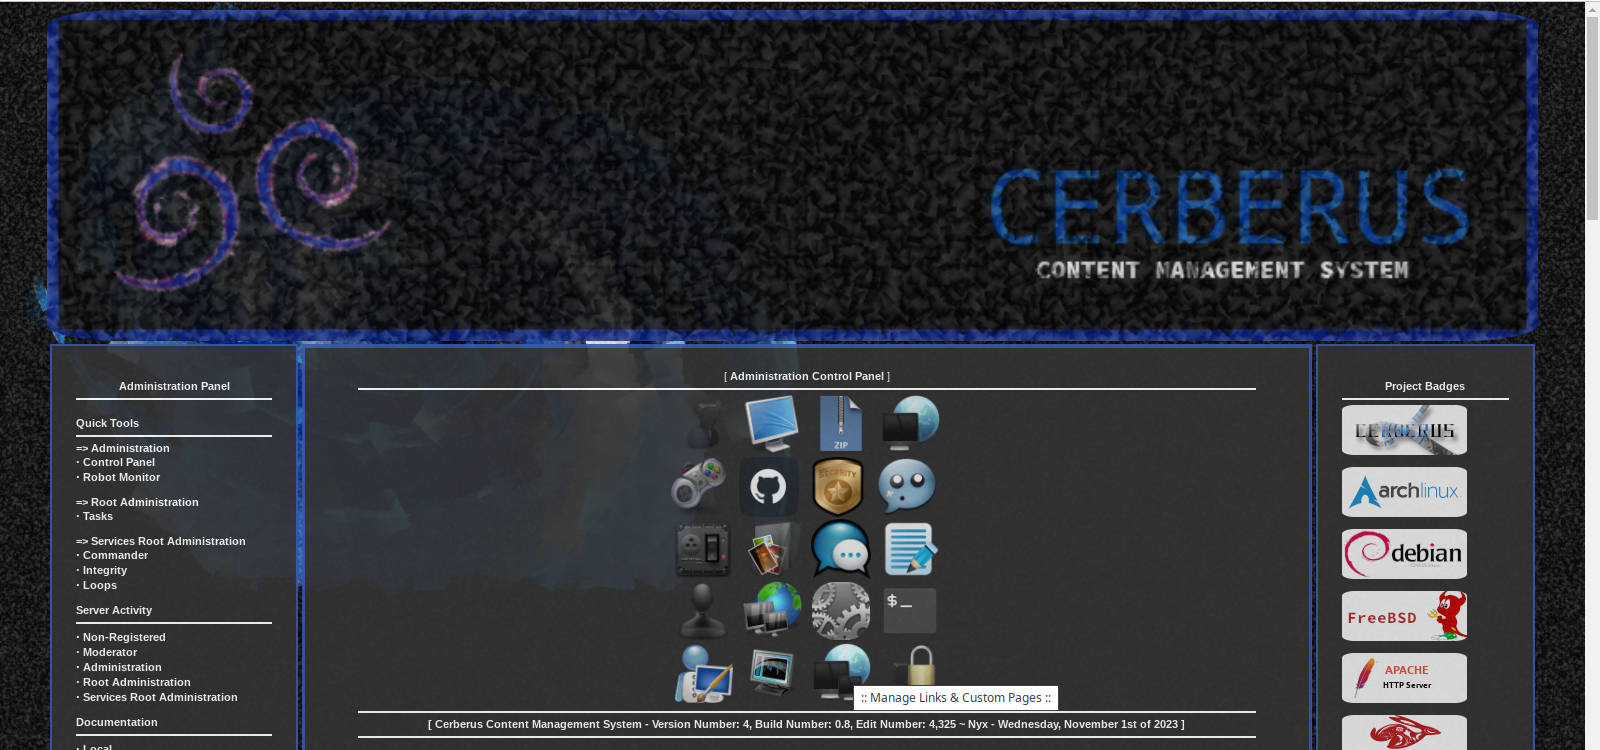 CERBERUS
CONTENT MANAGEMENT SYSTEM
Administration Panel
Quick Tools
=> Administration
· Control Panel
· Robot Monitor
=> Root Administration
· Tasks
=> Services Root Administration
· Commander
· Integrity
· Loops
Server Activity
· Non-Registered
· Moderator
· Administration
· Root Administration
· Services Root Administration
Documentation
· Local
[ Administration Control Panel ]
ZIP
SECURITY
$_
:: Manage Links & Custom Pages ::
[ Cerberus Content Management System - Version Number: 4, Build Number: 0.8, Edit Number: 4,325 ~ Nyx - Wednesday, November 1st of 2023 ]
Project Badges
CERBERUS
archlinux
debian
FreeBSD
APACHE
HTTP Server